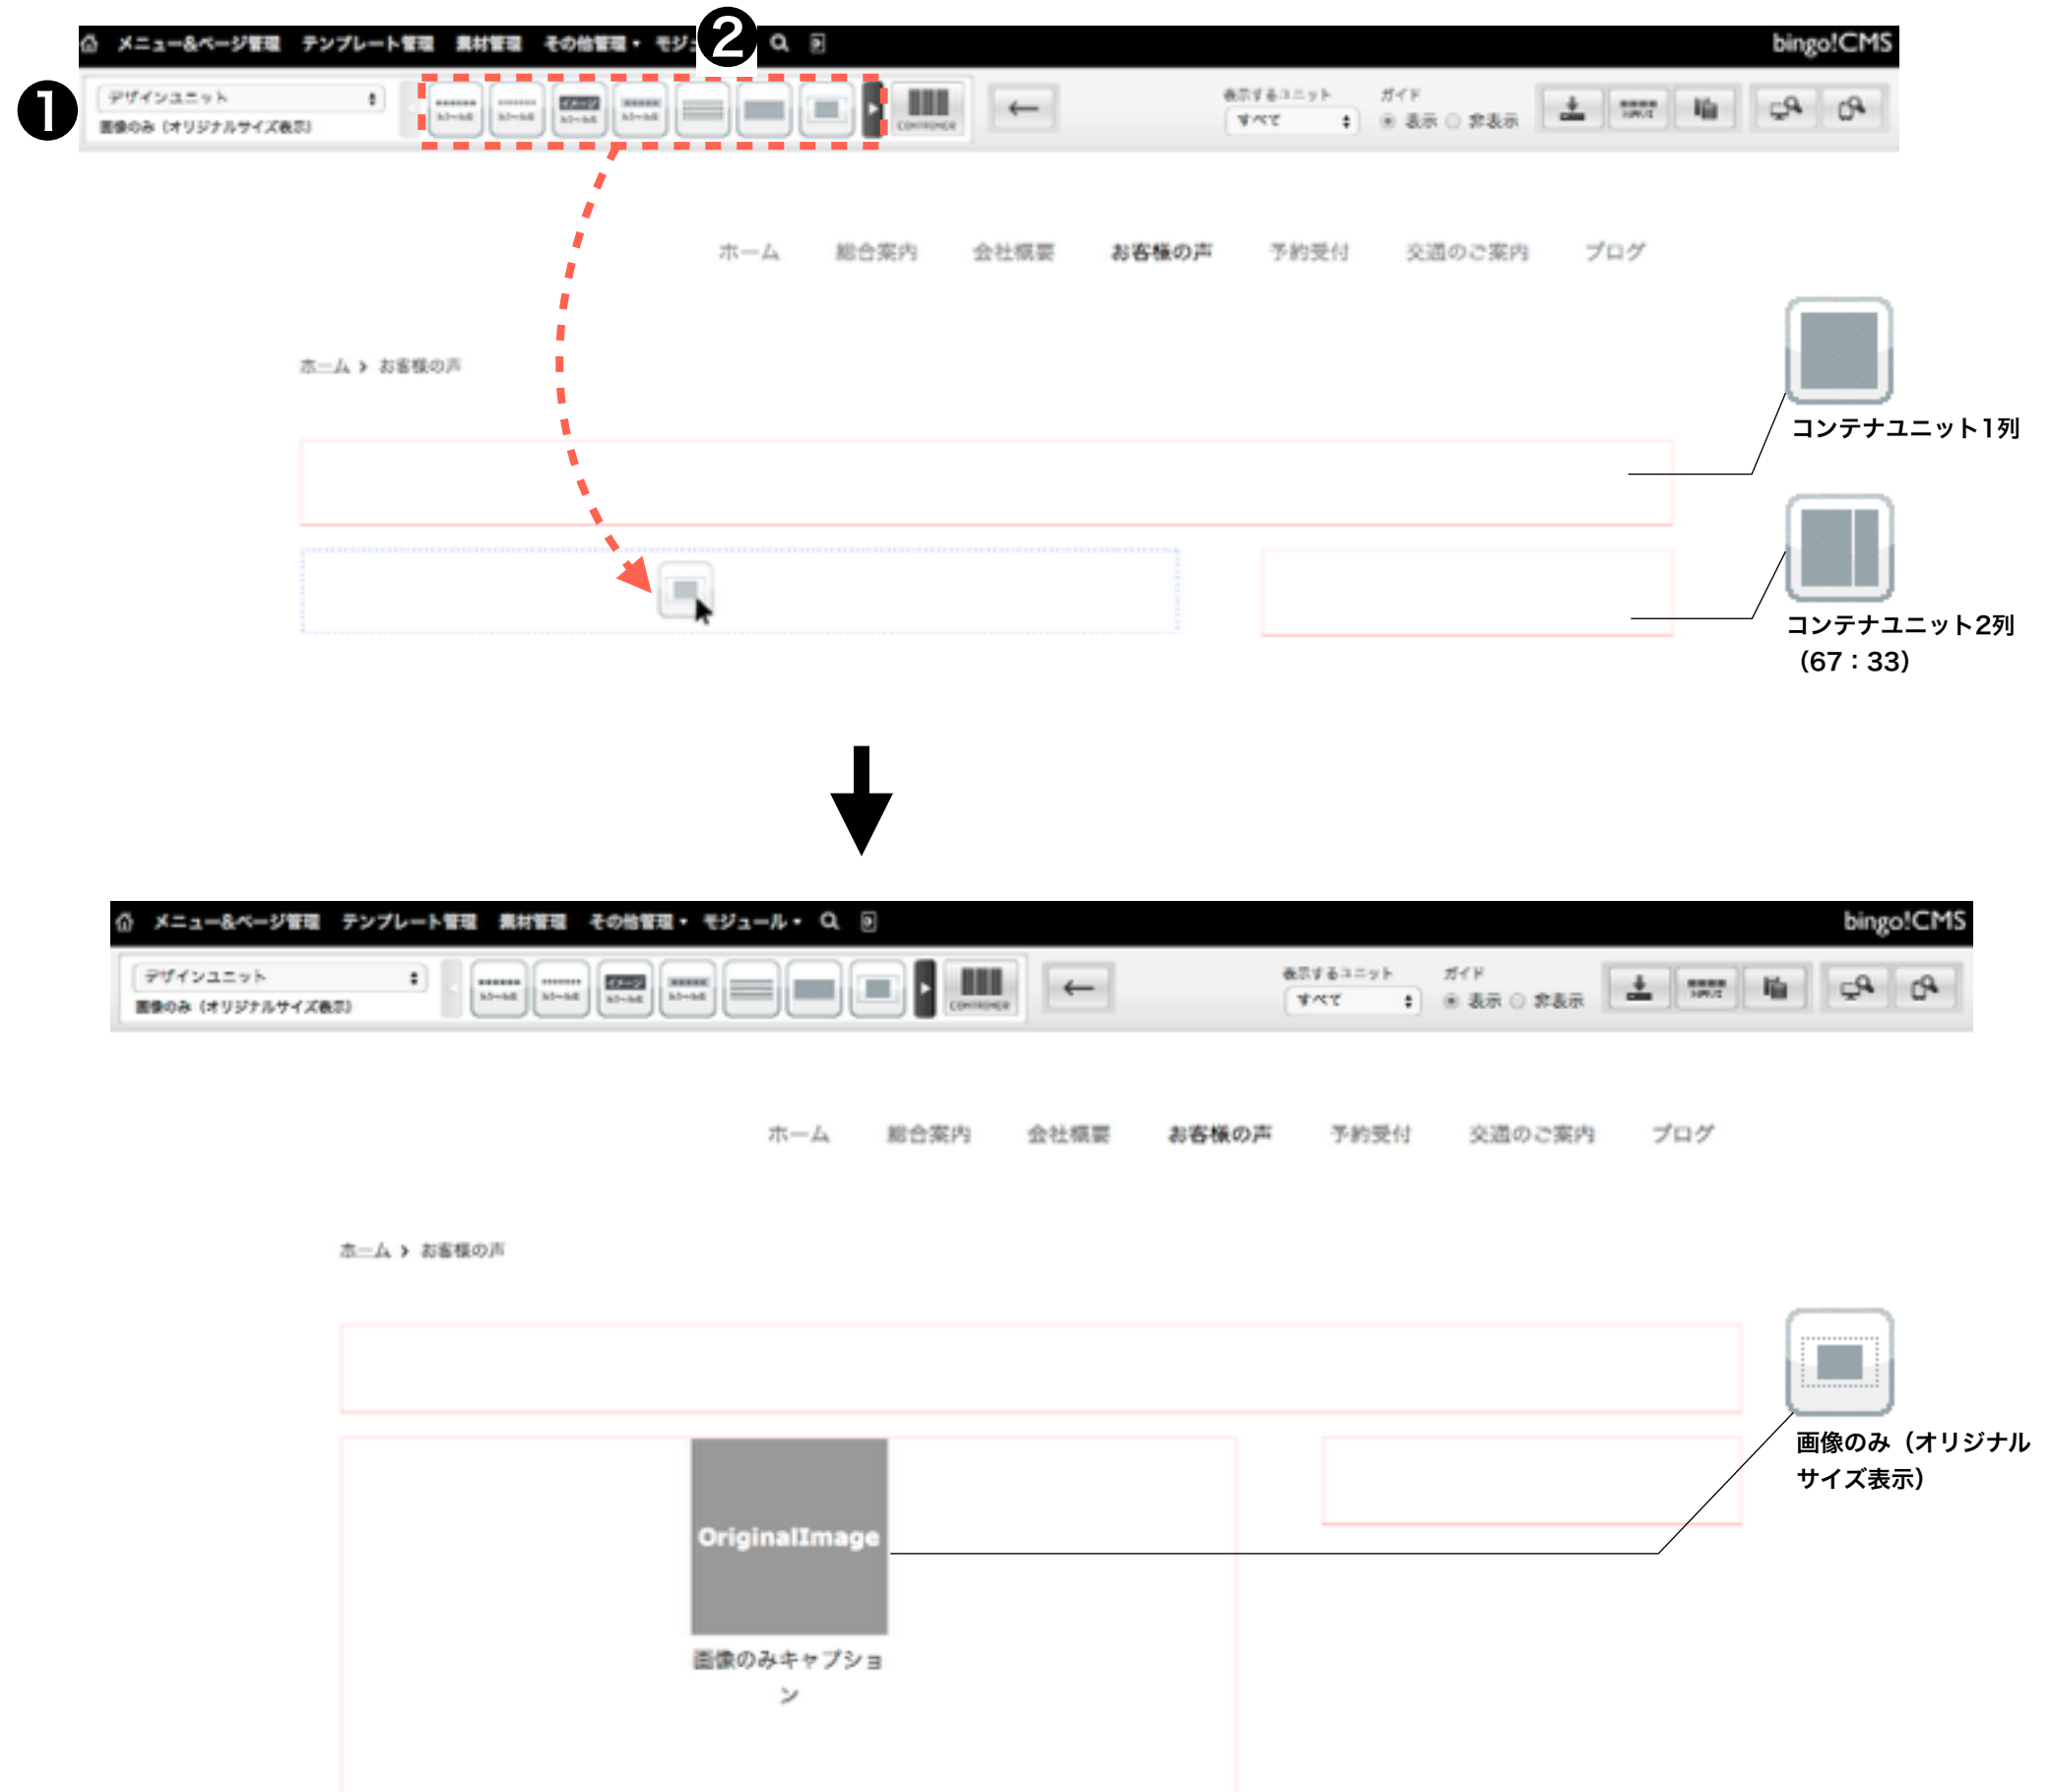 ❷
メニュー&ページ管理 テンプレート管理 素材管理 その他管理 モジュ bingo!CMS
❶
デザインユニット
画像のみ（オリジナルサイズ表示）
イメージ
表示するユニット
すべて
ガイド
表示 非表示
ホーム 総合案内 会社概要 お客様の声 予約受付 交通のご案内 ブログ
ホーム > お客様の声
コンテナユニット1列
コンテナユニット2列
（67：33）
メニュー&ページ管理 テンプレート管理 素材管理 その他管理 モジュール bingo!CMS
デザインユニット
画像のみ（オリジナルサイズ表示）
イメージ
表示するユニット
すべて
ガイド
表示 非表示
ホーム 総合案内 会社概要 お客様の声 予約受付 交通のご案内 ブログ
ホーム > お客様の声
画像のみ（オリジナル
サイズ表示）
OriginalImage
画像のみキャプショ
ン